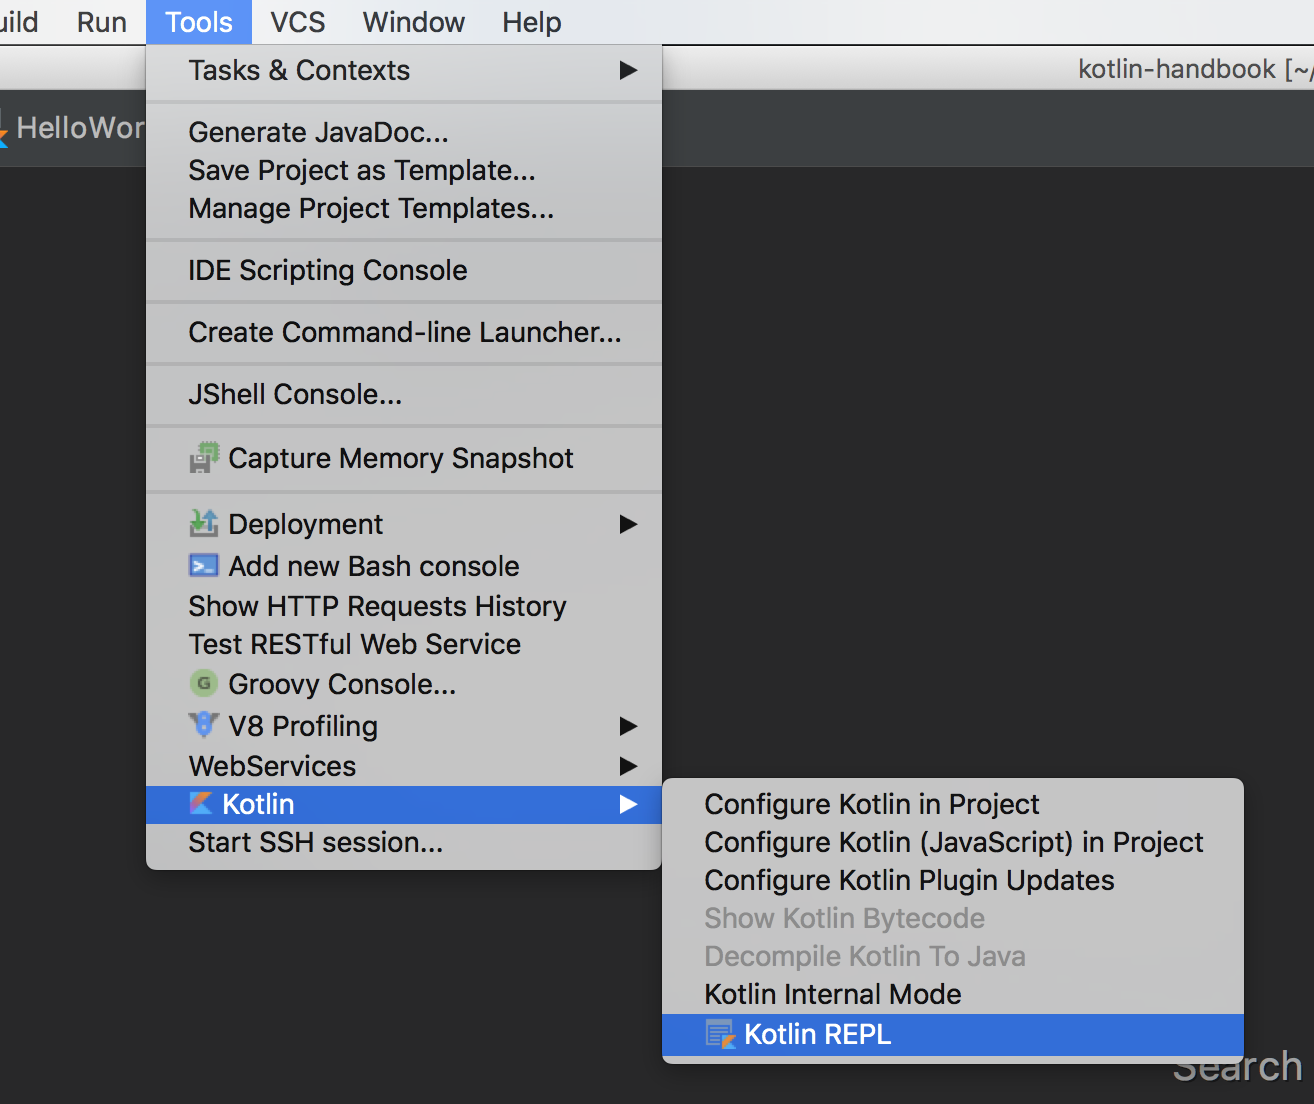 uild Run Tools VCS Window Help
kotlin-handbook [~/
HelloWor
Tasks & Contexts
Generate JavaDoc...
Save Project as Template...
Manage Project Templates...
IDE Scripting Console
Create Command-line Launcher...
JShell Console...
Capture Memory Snapshot
Deployment
Add new Bash console
Show HTTP Requests History
Test RESTful Web Service
G Groovy Console...
V8 Profiling
WebServices
Kotlin
Start SSH session...
Configure Kotlin in Project
Configure Kotlin (JavaScript) in Project
Configure Kotlin Plugin Updates
Show Kotlin Bytecode
Decompile Kotlin To Java
Kotlin Internal Mode
Kotlin REPL
Search